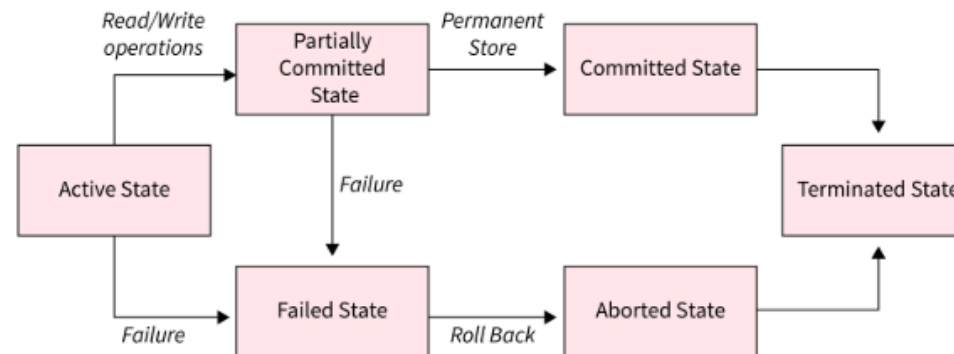 Read/Write
operations
Partially
Committed
State
Permanent
Store
Committed State
Active State
Failure
Terminated State
Failed State
Aborted State
Failure
Roll Back